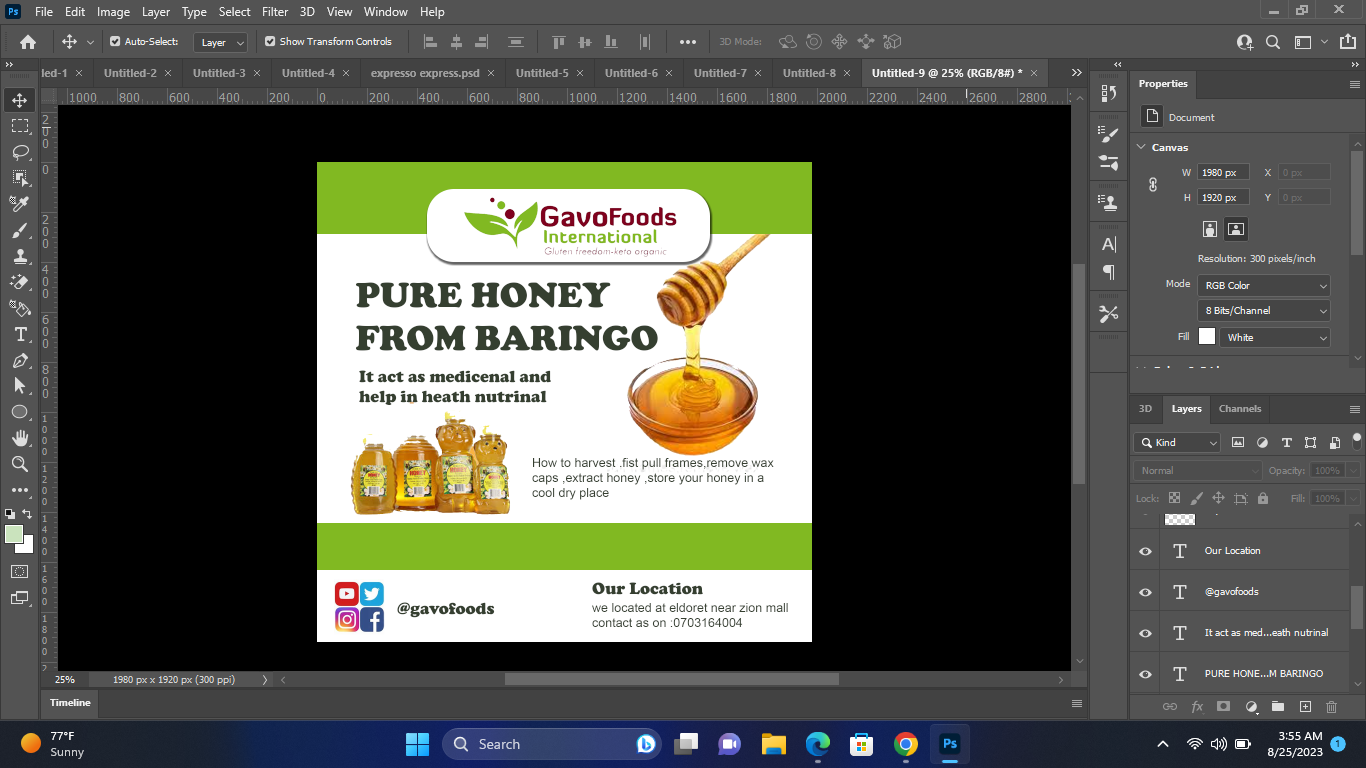 Ps File Edit Image Layer Type Select Filter 3D View Window Help
Auto-Select: Layer Show Transform Controls 3D Mode:
led-1 × Untitled-2 × Untitled-3 × Untitled-4 × expresso express.psd × Untitled-5 × Untitled-6 × Untitled-7 × Untitled-8 × Untitled-9 @ 25% (RGB/8#) * ×
1000 800 600 400 200 0 200 400 600 800 1000 1200 1400 1600 1800 2000 2200 2400 2600 2800
GavoFoods
International
Gluten freedom-keto organic
PURE HONEY
FROM BARINGO
It act as medicenal and
help in heath nutrinal
HONEY
How to harvest .fist pull frames,remove wax
caps ,extract honey ,store your honey in a
cool dry place
@gavofoods
Our Location
we located at eldoret near zion mall
contact as on :0703164004
25% 1980 px x 1920 px (300 ppi)
Timeline
Properties
Document
Canvas
W 1980 px X 0 px
H 1920 px Y 0 px
Resolution: 300 pixels/inch
Mode RGB Color
8 Bits/Channel
Fill White
3D Layers Channels
Kind
Normal Opacity: 100%
Lock: Fill: 100%
Our Location
@gavofoods
It act as med...eath nutrinal
PURE HONE...M BARINGO
77°F
Sunny
Search
Ps
3:55 AM
8/25/2023
1